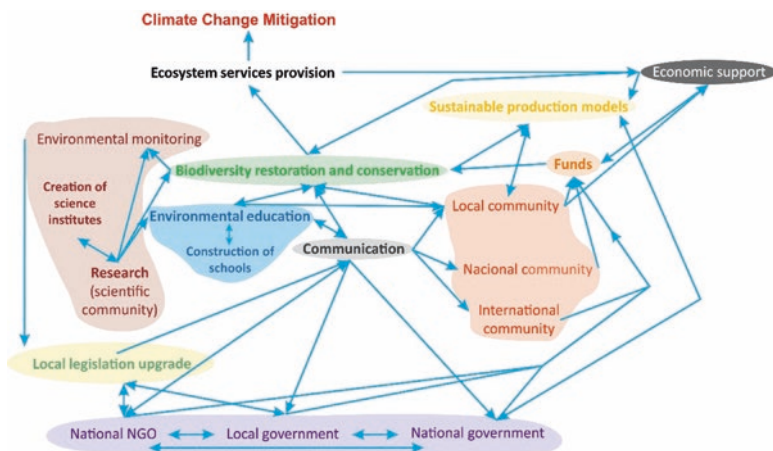 Climate Change Mitigation
Ecosystem services provision
Economic support
Sustainable production models
Environmental monitoring
Biodiversity restoration and conservation
Funds
Creation of
science
institutes
Environmental education
Local community
Construction of
schools
Communication
Research
(scientific
community)
Nacional community
International
community
Local legislation upgrade
National NGO
Local government
National government